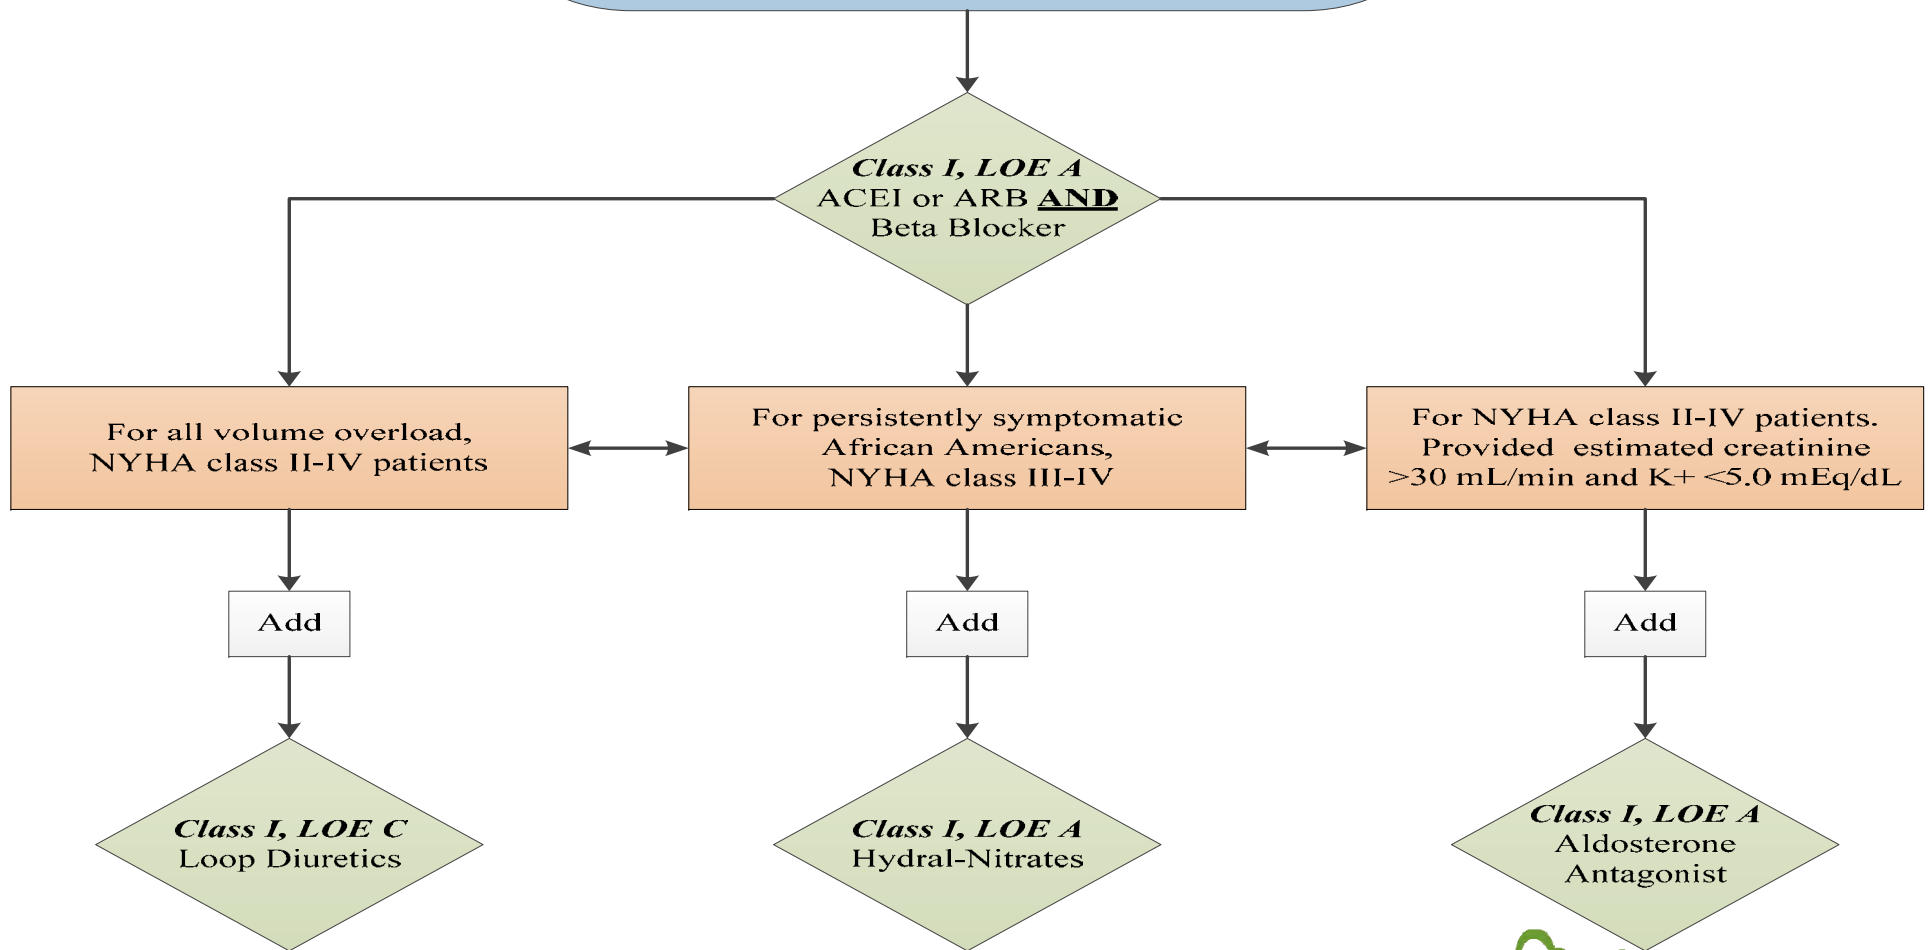 Class I, LOE A
ACEI or ARB AND
Beta Blocker
For all volume overload,
NYHA class II-IV patients
For persistently symptomatic
African Americans,
NYHA class III-IV
For NYHA class II-IV patients.
Provided estimated creatinine
>30 mL/min and K+ <5.0 mEq/dL
Add
Add
Add
Class I, LOE C
Loop Diuretics
Class I, LOE A
Hydral-Nitrates
Class I, LOE A
Aldosterone
Antagonist